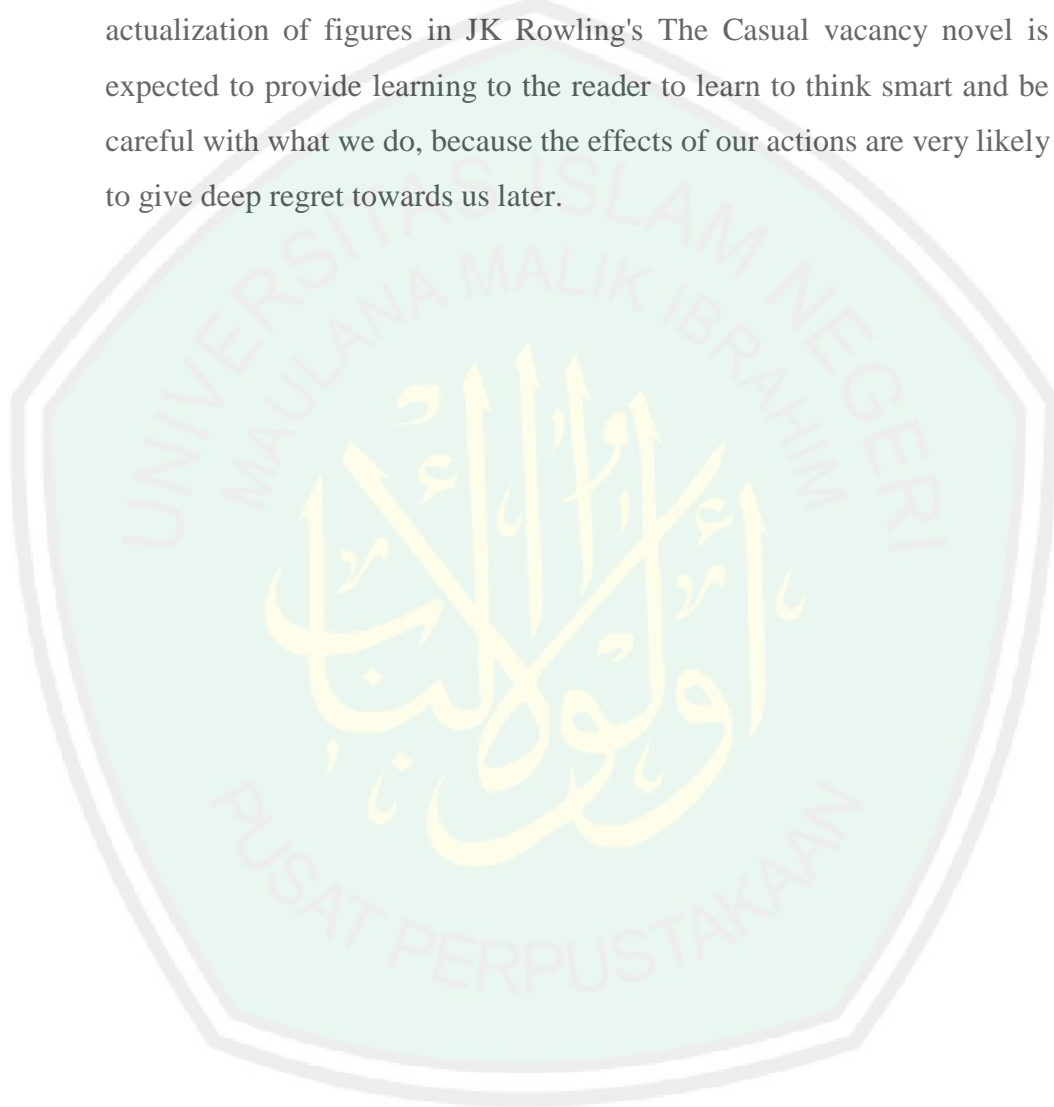 actualization of figures in JK Rowling's The Casual vacancy novel is
expected to provide learning to the reader to learn to think smart and be
careful with what we do, because the effects of our actions are very likely
to give deep regret towards us later.
UNIVERSITAS ISLAM NEGERI
MAULANA MALIK IBRAHIM
أولوا الألباب
PUSAT PERPUSTAKAAN